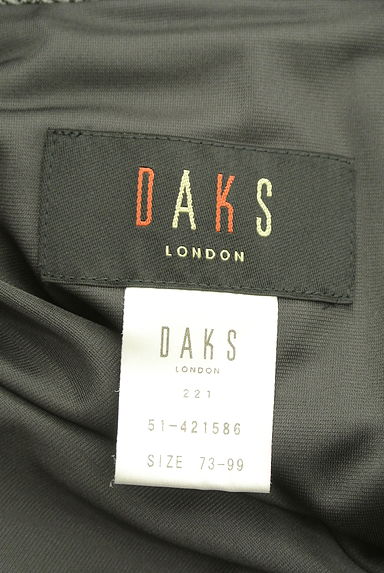 DAKS
LONDON
DAKS
LONDON
221
51-421586
SIZE 73-99